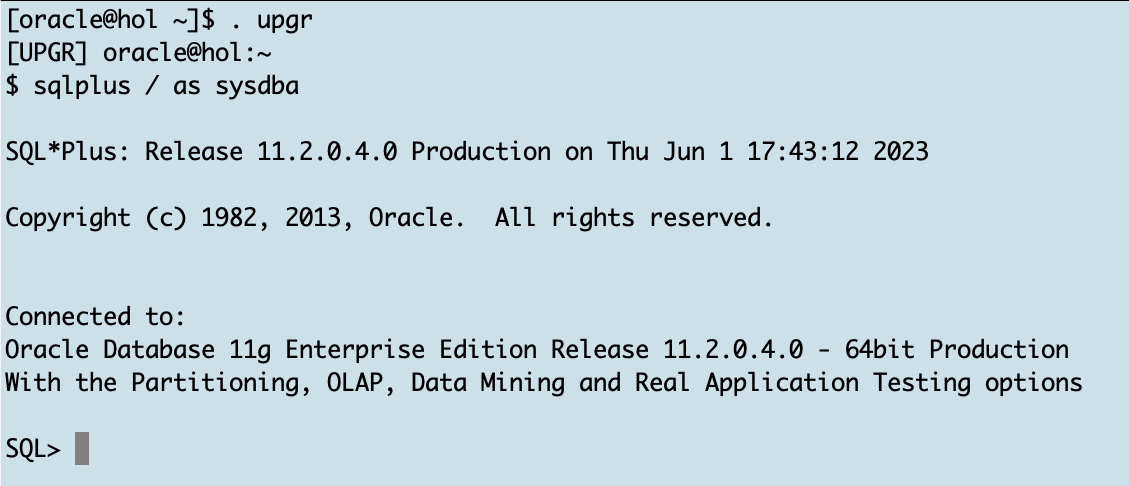 [oracle@hol ~]$ . upgr
[UPGR] oracle@hol:~
$ sqlplus / as sysdba
SQL*Plus: Release 11.2.0.4.0 Production on Thu Jun 1 17:43:12 2023
Copyright (c) 1982, 2013, Oracle.  All rights reserved.
Connected to:
Oracle Database 11g Enterprise Edition Release 11.2.0.4.0 - 64bit Production
With the Partitioning, OLAP, Data Mining and Real Application Testing options
SQL>